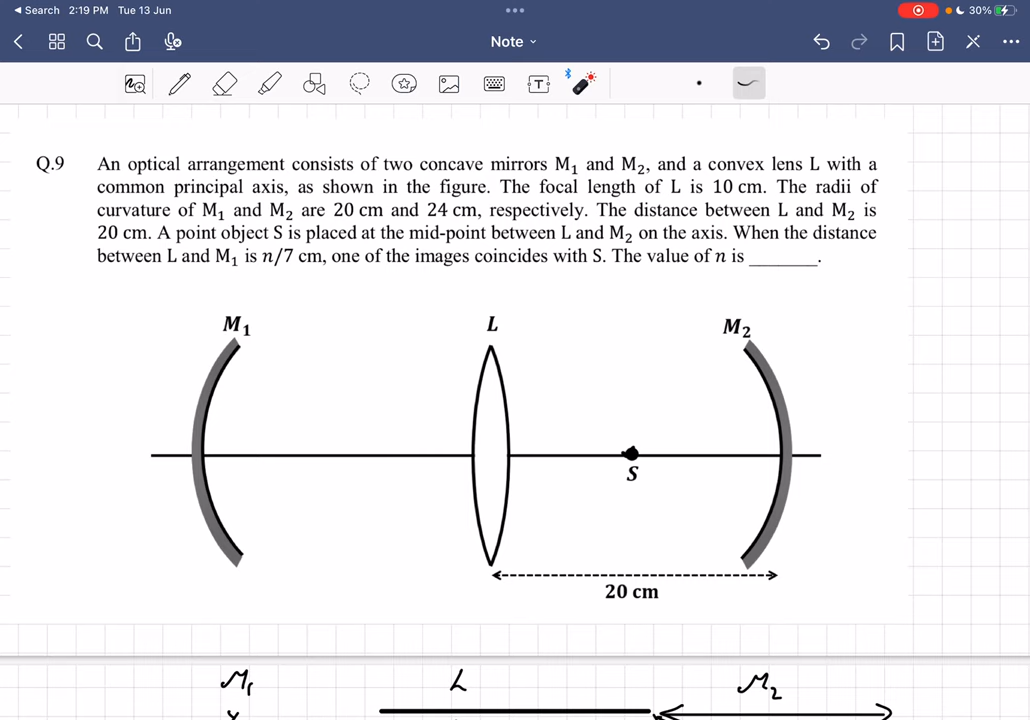 Search 2:19 PM Tue 13 Jun 30%
Note
T
Q.9 An optical arrangement consists of two concave mirrors M₁ and M₂, and a convex lens L with a
common principal axis, as shown in the figure. The focal length of L is 10 cm. The radii of
curvature of M₁ and M₂ are 20 cm and 24 cm, respectively. The distance between L and M₂ is
20 cm. A point object S is placed at the mid-point between L and M₂ on the axis. When the distance
between L and M₁ is n/7 cm, one of the images coincides with S. The value of n is _______.
M₁ L M₂
S
20 cm
M₁ L M₂